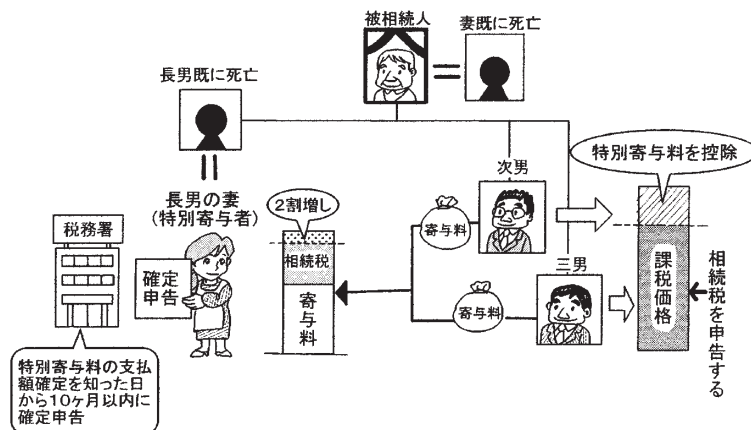 被相続人
妻既に死亡
長男既に死亡
特別寄与料を控除
次男
長男の妻
(特別寄与者)
2割増し
税務署
寄与料
相続税
確定
申告
三男
寄与料
寄与料
課税価格
相続税を申告する
特別寄与料の支払
額確定を知った日
から10ヶ月以内に
確定申告